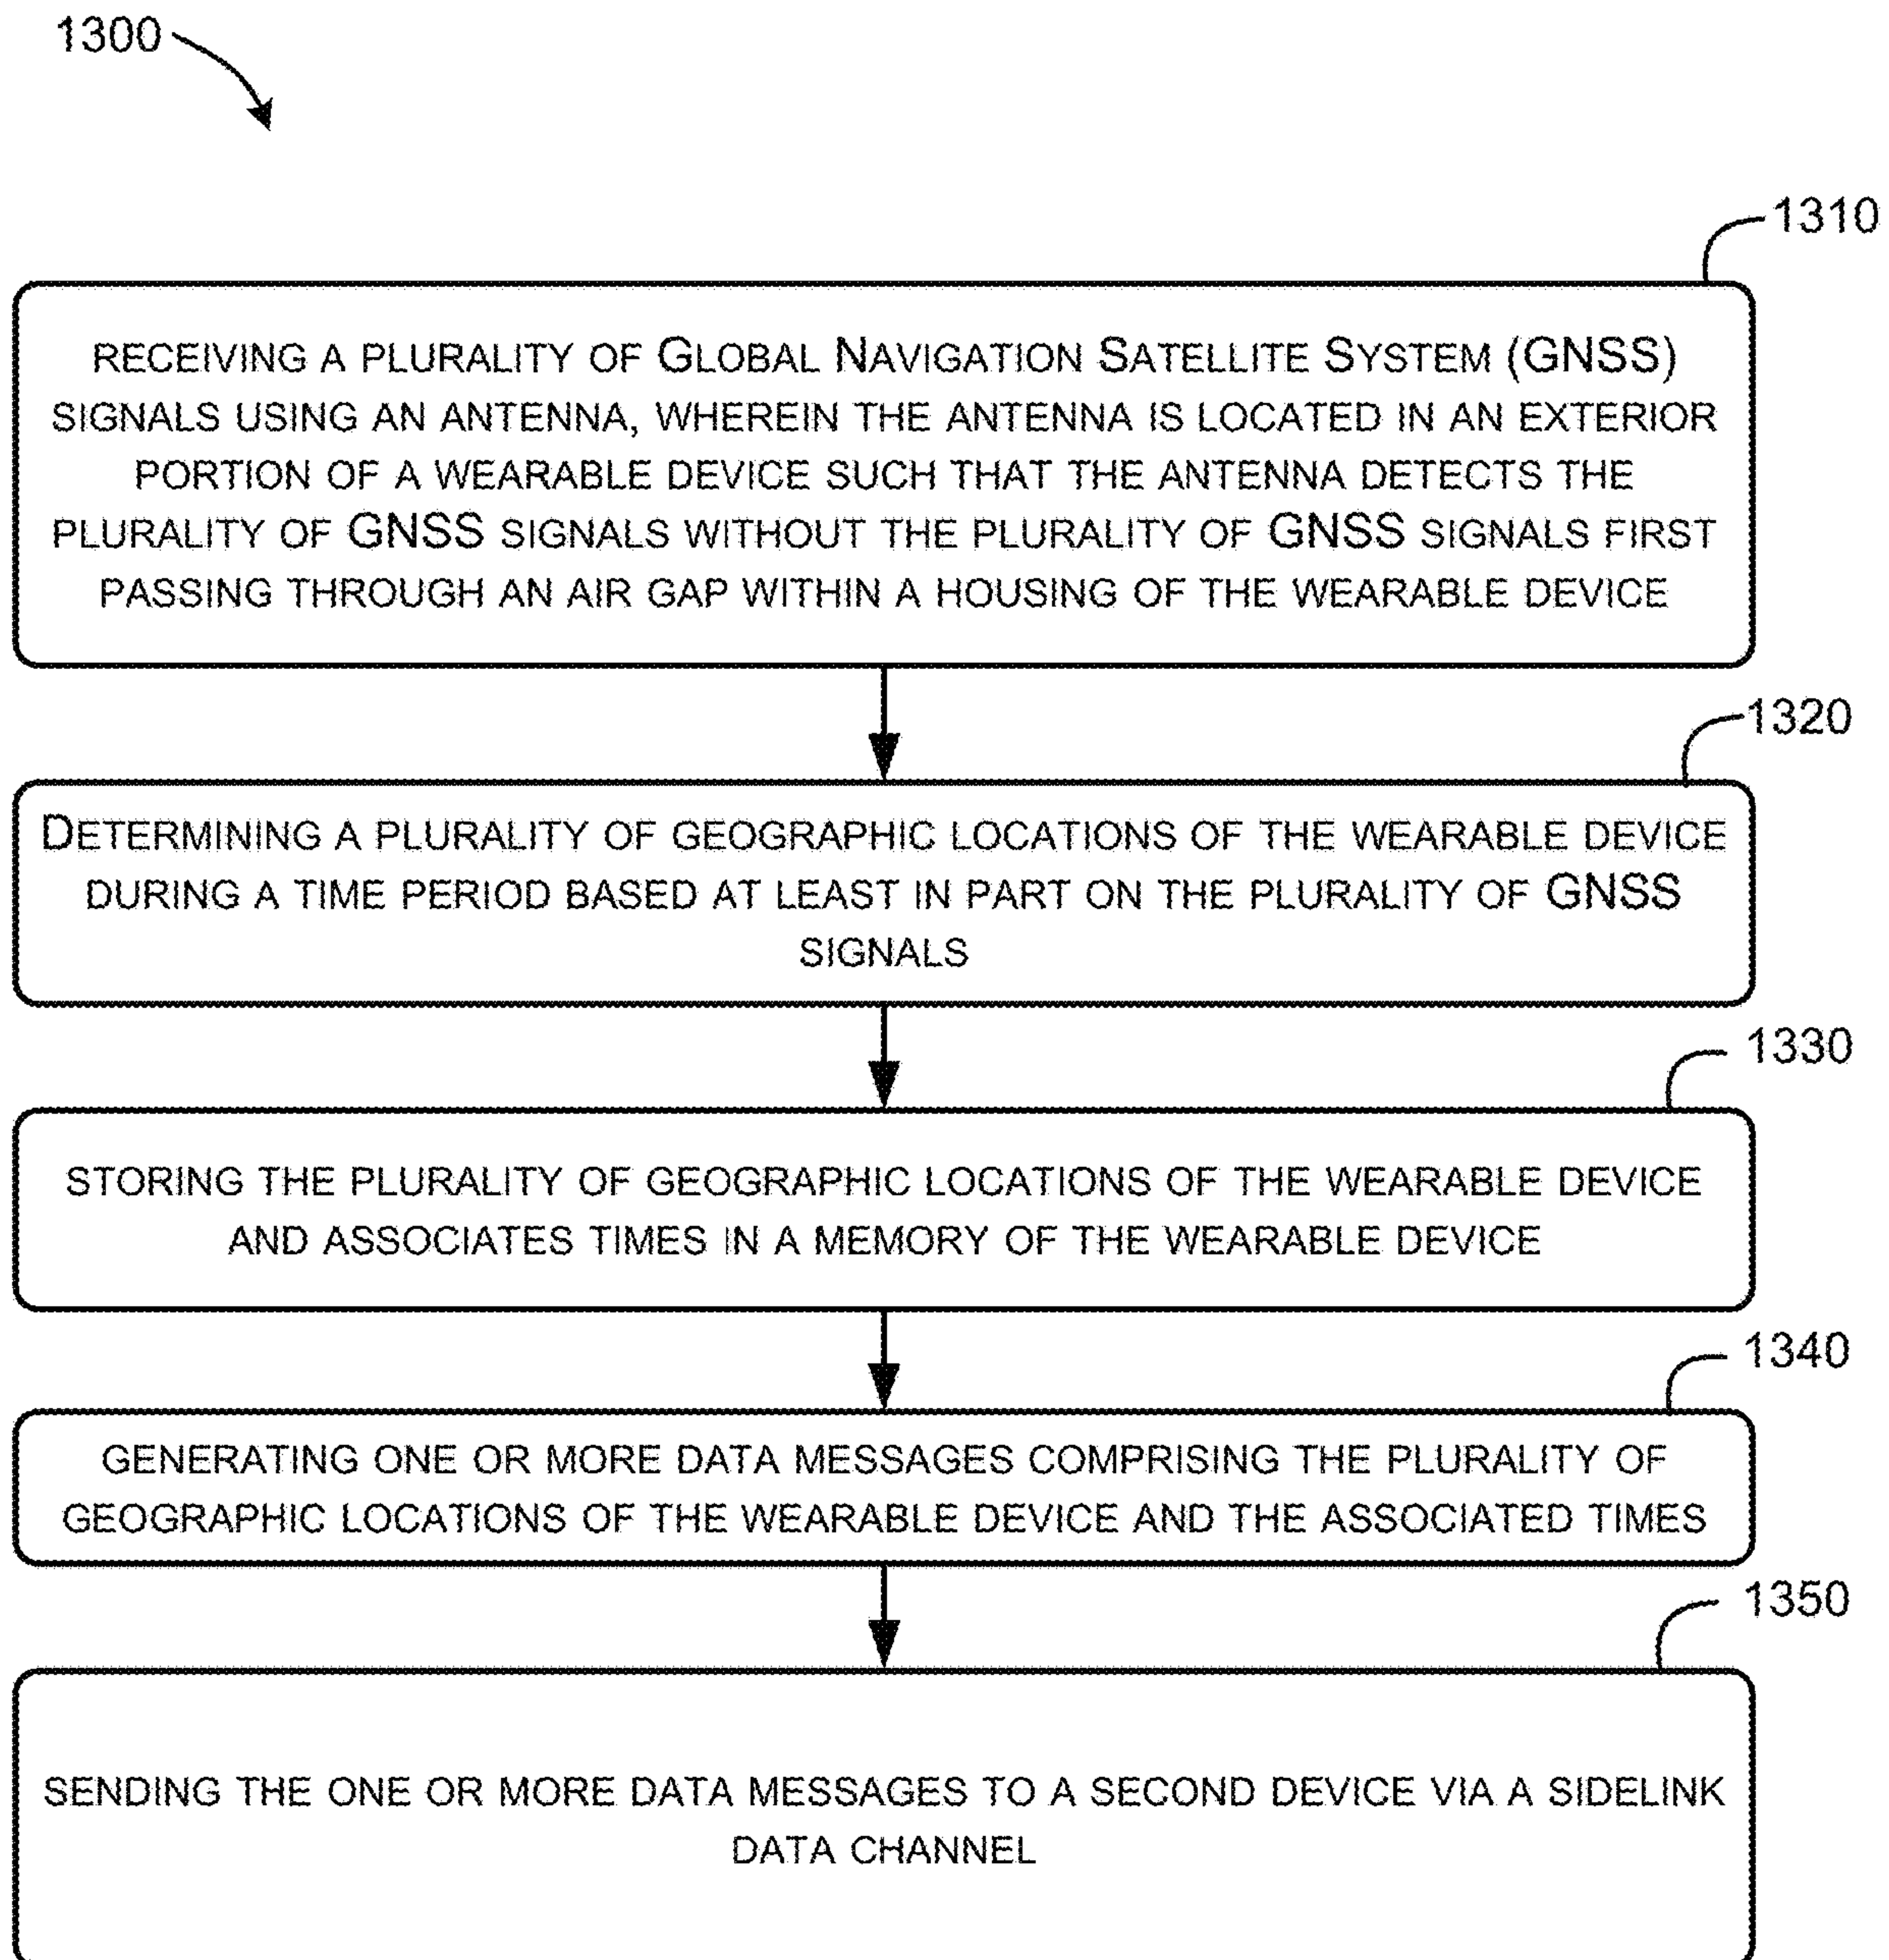 1300
1310
RECEIVING A PLURALITY OF GLOBAL NAVIGATION SATELLITE SYSTEM (GNSS)
SIGNALS USING AN ANTENNA, WHEREIN THE ANTENNA IS LOCATED IN AN EXTERIOR
PORTION OF A WEARABLE DEVICE SUCH THAT THE ANTENNA DETECTS THE
PLURALITY OF GNSS SIGNALS WITHOUT THE PLURALITY OF GNSS SIGNALS FIRST
PASSING THROUGH AN AIR GAP WITHIN A HOUSING OF THE WEARABLE DEVICE
1320
DETERMINING A PLURALITY OF GEOGRAPHIC LOCATIONS OF THE WEARABLE DEVICE
DURING A TIME PERIOD BASED AT LEAST IN PART ON THE PLURALITY OF GNSS
SIGNALS
1330
STORING THE PLURALITY OF GEOGRAPHIC LOCATIONS OF THE WEARABLE DEVICE
AND ASSOCIATES TIMES IN A MEMORY OF THE WEARABLE DEVICE
1340
GENERATING ONE OR MORE DATA MESSAGES COMPRISING THE PLURALITY OF
GEOGRAPHIC LOCATIONS OF THE WEARABLE DEVICE AND THE ASSOCIATED TIMES
1350
SENDING THE ONE OR MORE DATA MESSAGES TO A SECOND DEVICE VIA A SIDELINK
DATA CHANNEL